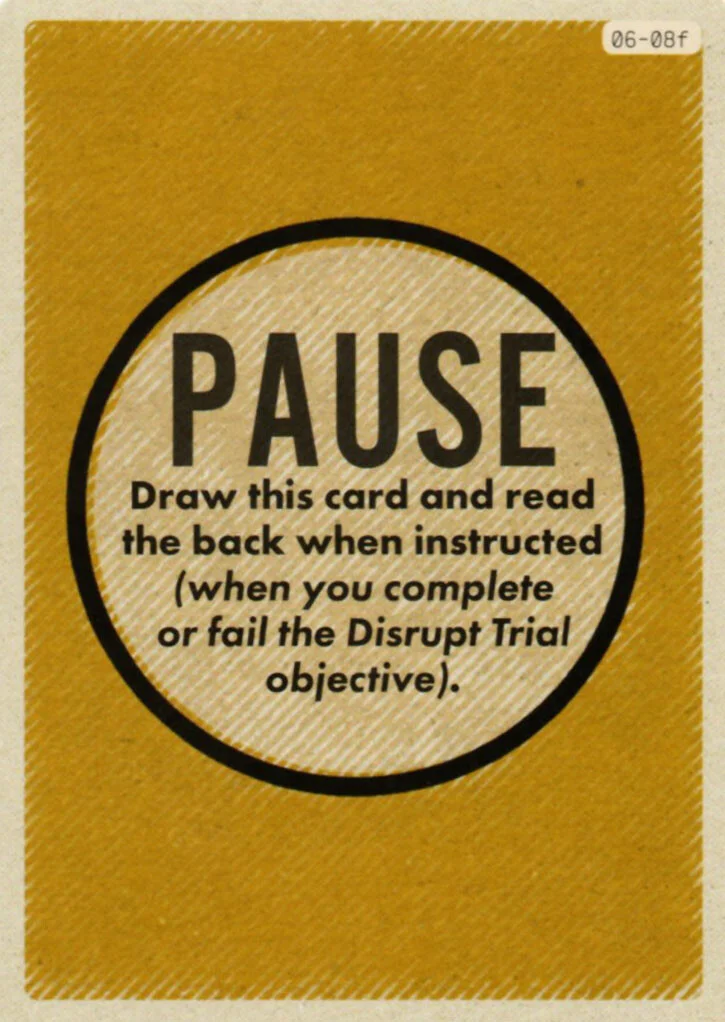 06-08f
PAUSE
Draw this card and read
the back when instructed
(when you complete
or fail the Disrupt Trial
objective).